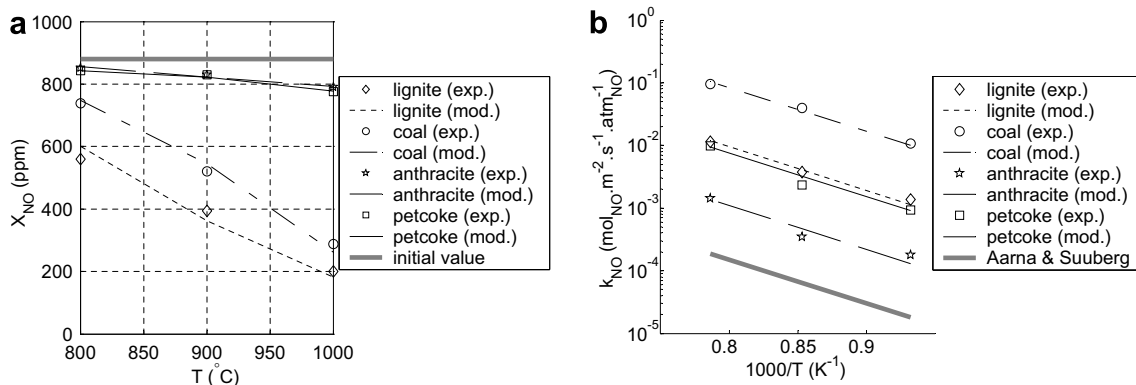 a
1000
800
600
400
200
0
X_NO (ppm)
800 850 900 950 1000
T (°C)
lignite (exp.)
lignite (mod.)
coal (exp.)
coal (mod.)
anthracite (exp.)
anthracite (mod.)
petcoke (exp.)
petcoke (mod.)
initial value
b
10^0
10^-1
10^-2
10^-3
10^-4
10^-5
k_NO (mol_NO.m^-2.s^-1.atm^-1_NO)
0.8 0.85 0.9
1000/T (K^-1)
lignite (exp.)
lignite (mod.)
coal (exp.)
coal (mod.)
anthracite (exp.)
anthracite (mod.)
petcoke (exp.)
petcoke (mod.)
Aarna & Suuberg